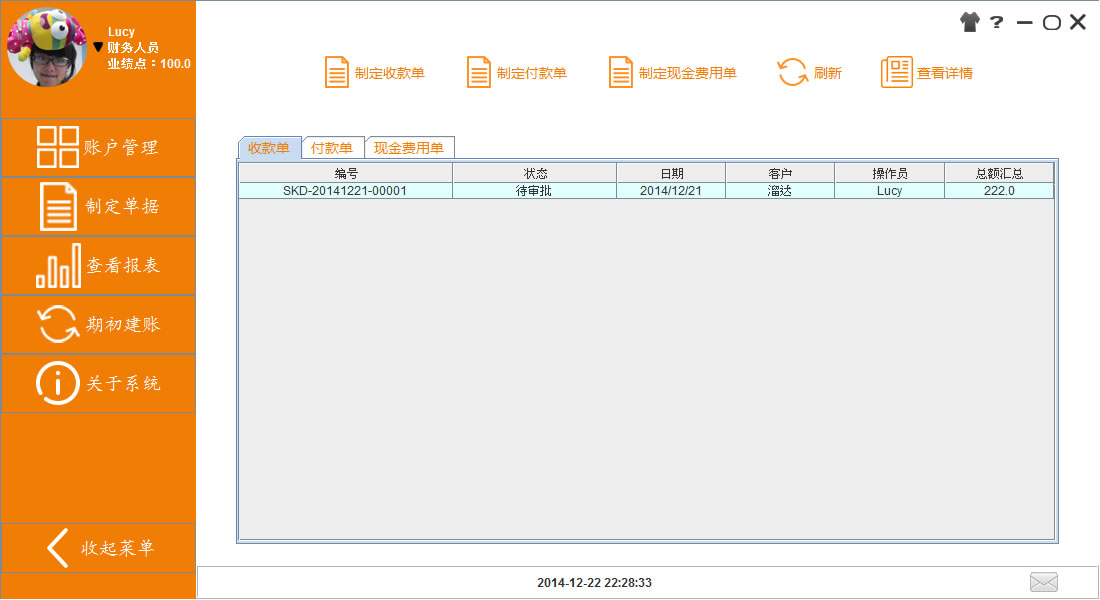 Lucy
财务人员
业绩点：100.0
?
制定收款单
制定付款单
制定现金费用单
刷新
查看详情
账户管理
制定单据
查看报表
期初建账
关于系统
收起菜单
收款单 付款单 现金费用单
编号 状态 日期 客户 操作员 总额汇总
SKD-20141221-00001 待审批 2014/12/21 溜达 Lucy 222.0
2014-12-22 22:28:33